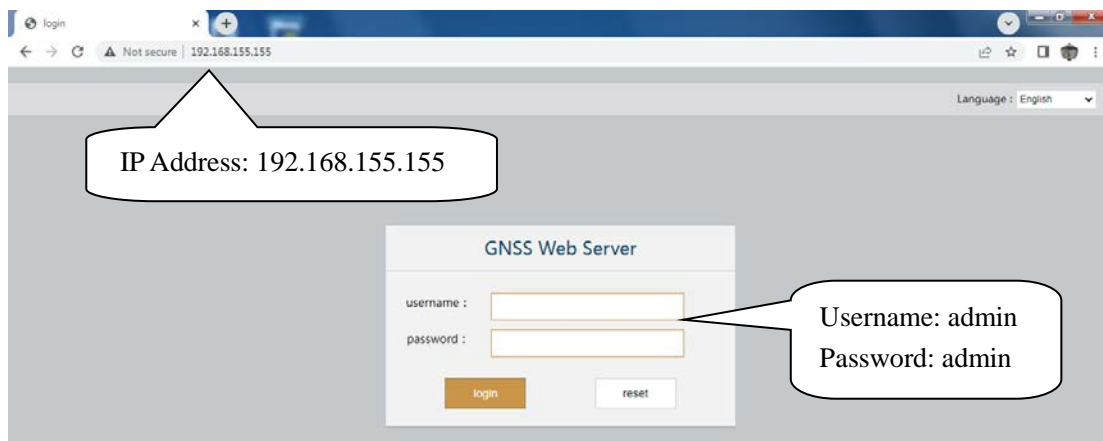 login
Not secure | 192.168.155.155
Language : English
IP Address: 192.168.155.155
GNSS Web Server
username :
password :
Username: admin
Password: admin
login
reset